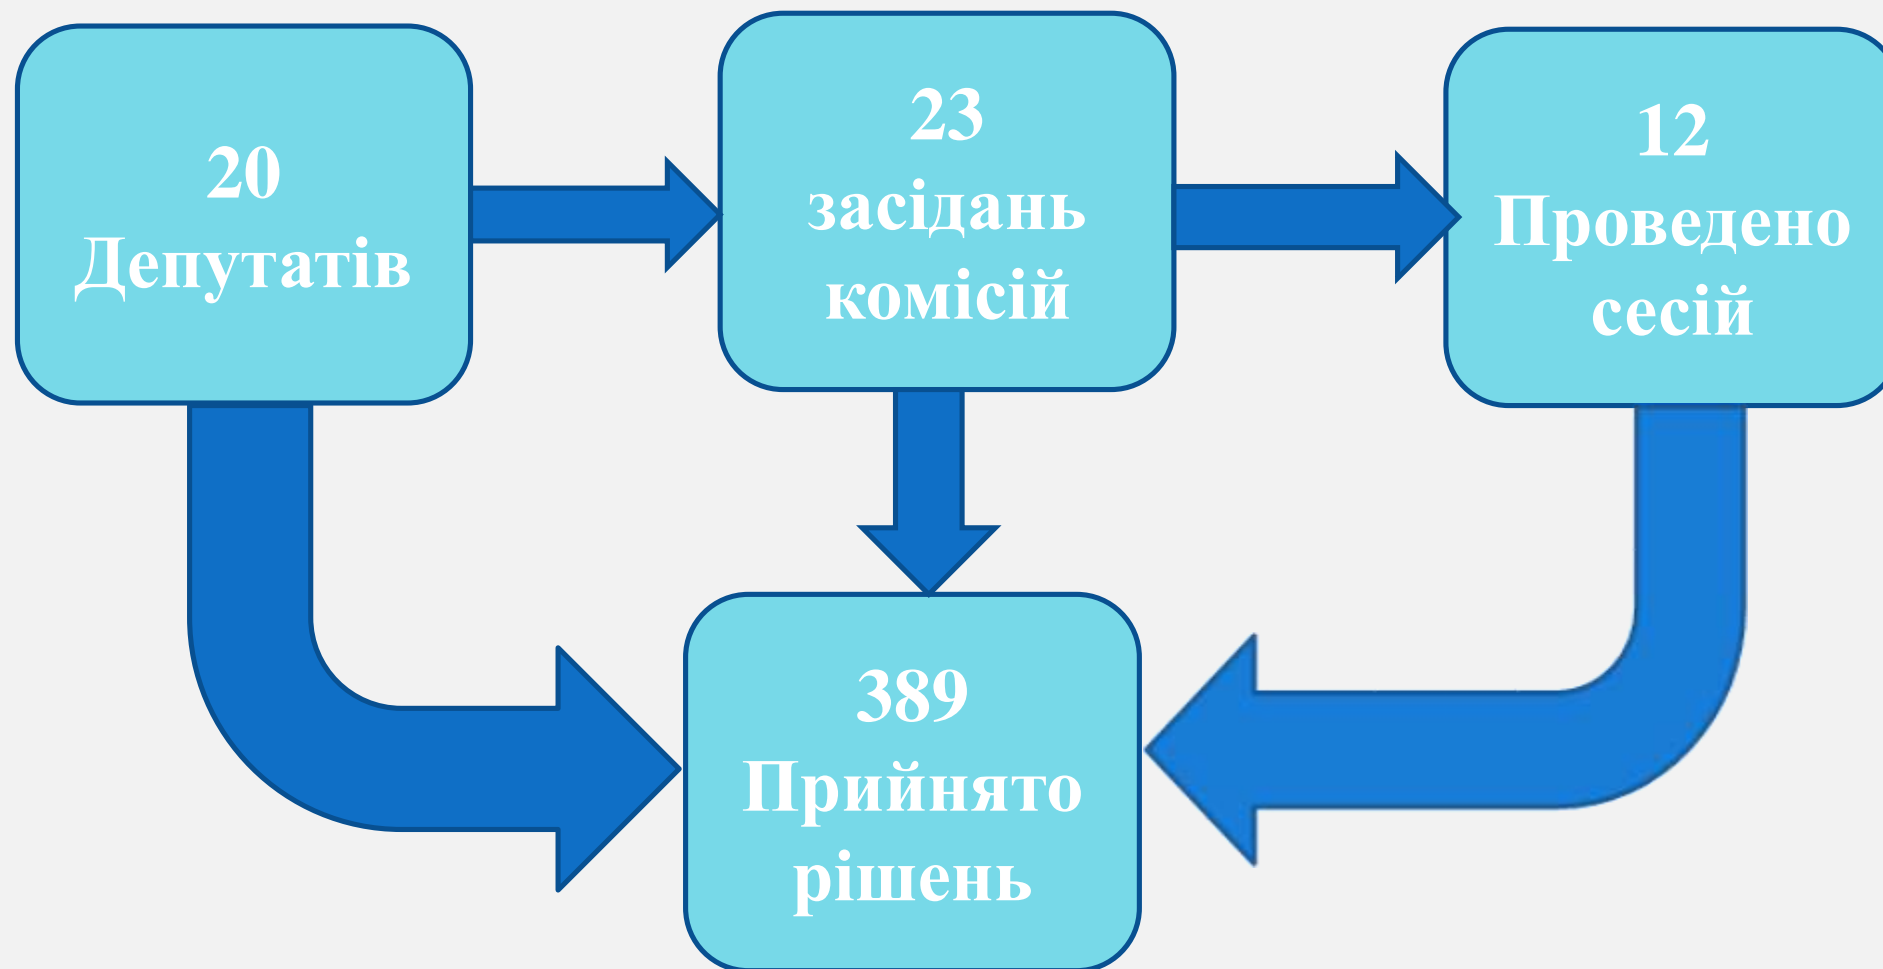 20
Депутатів
23
засідань
комісій
12
Проведено
сесій
389
Прийнято
рішень